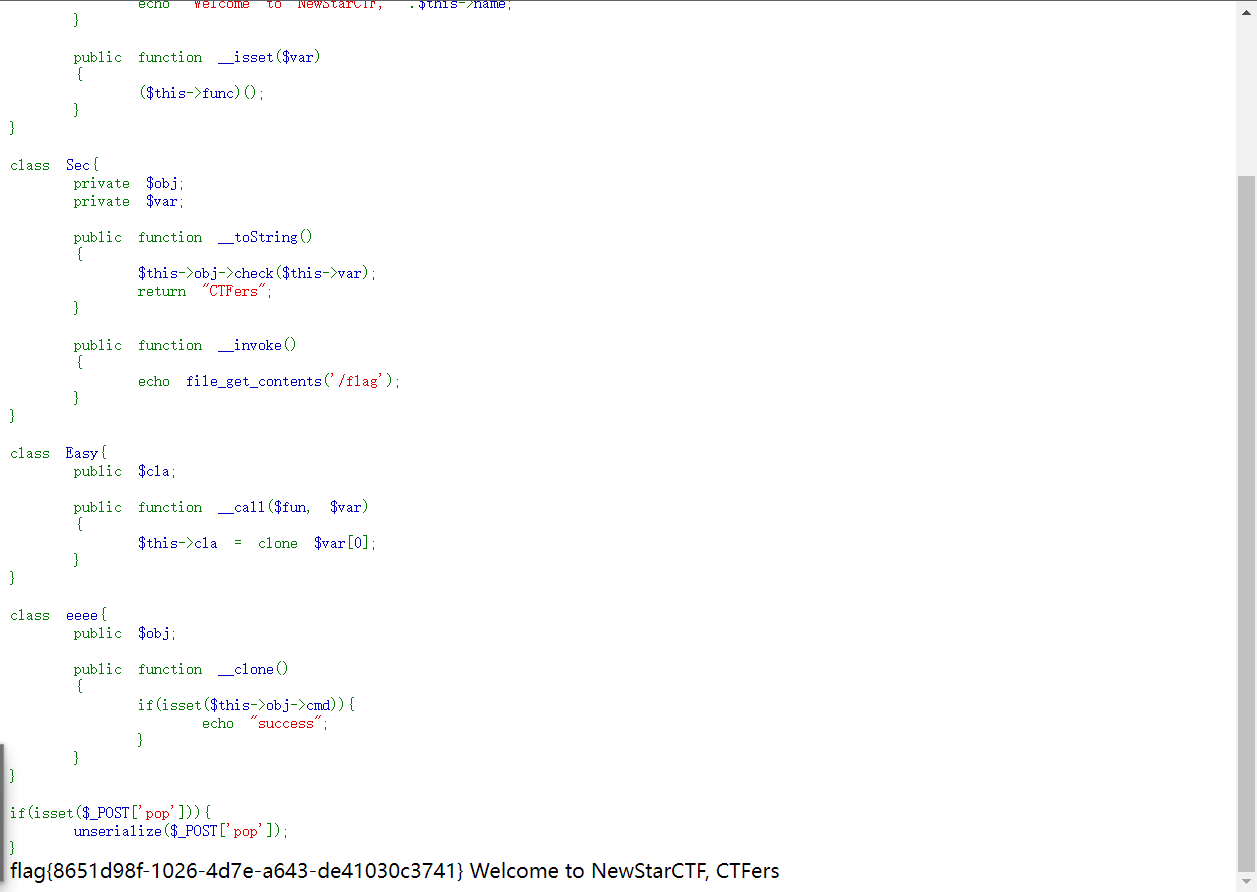 echo "Welcome to NewStarCTF, ".$this->name;
}
public function __isset($var)
{
($this->func)();
}
}
class Sec{
private $obj;
private $var;
public function __toString()
{
$this->obj->check($this->var);
return "CTFers";
}
public function __invoke()
{
echo file_get_contents('/flag');
}
}
class Easy{
public $cla;
public function __call($fun, $var)
{
$this->cla = clone $var[0];
}
}
class eeee{
public $obj;
public function __clone()
{
if(isset($this->obj->cmd)){
echo "success";
}
}
}
if(isset($_POST['pop'])){
unserialize($_POST['pop']);
}
flag{8651d98f-1026-4d7e-a643-de41030c3741} Welcome to NewStarCTF, CTFers